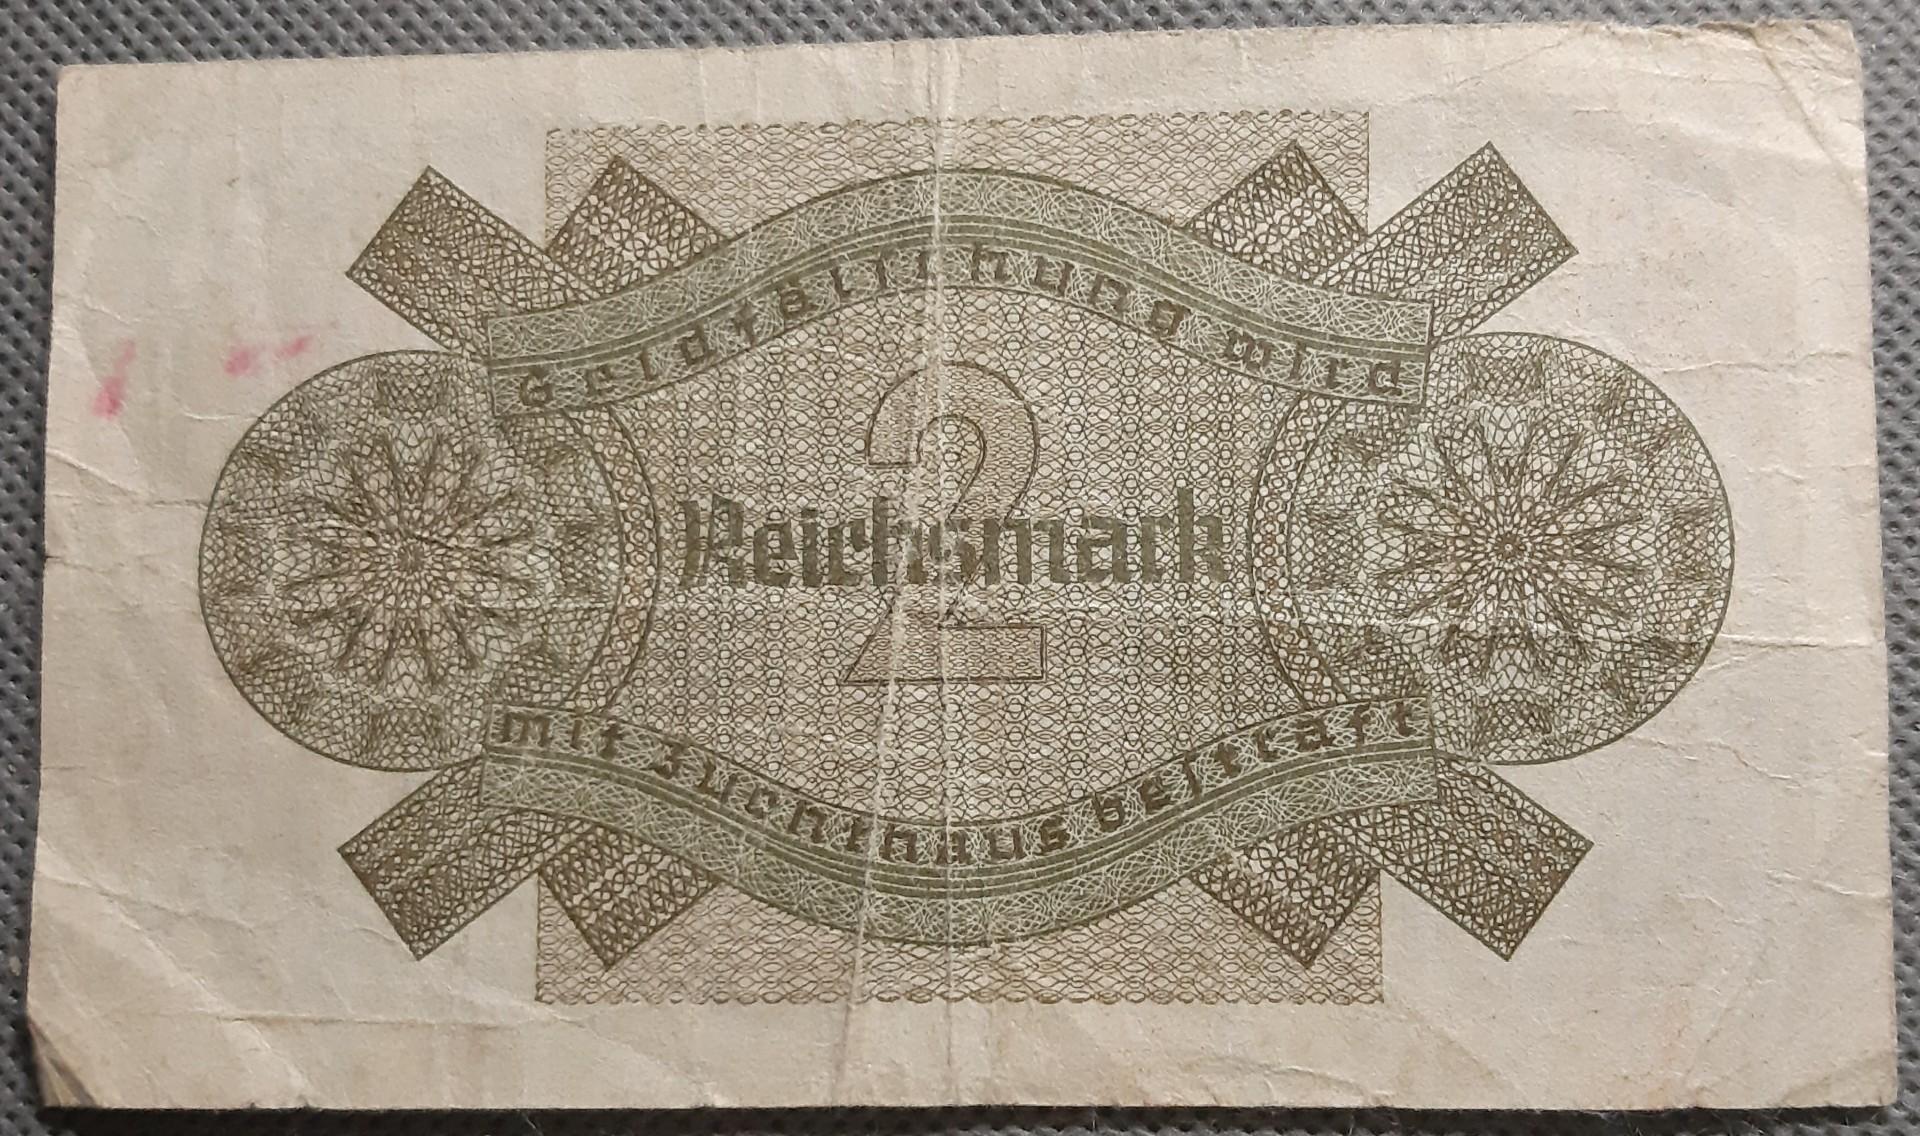 Geldfälschung wird
2
Reichsmark
mit Zuchthaus bestraft